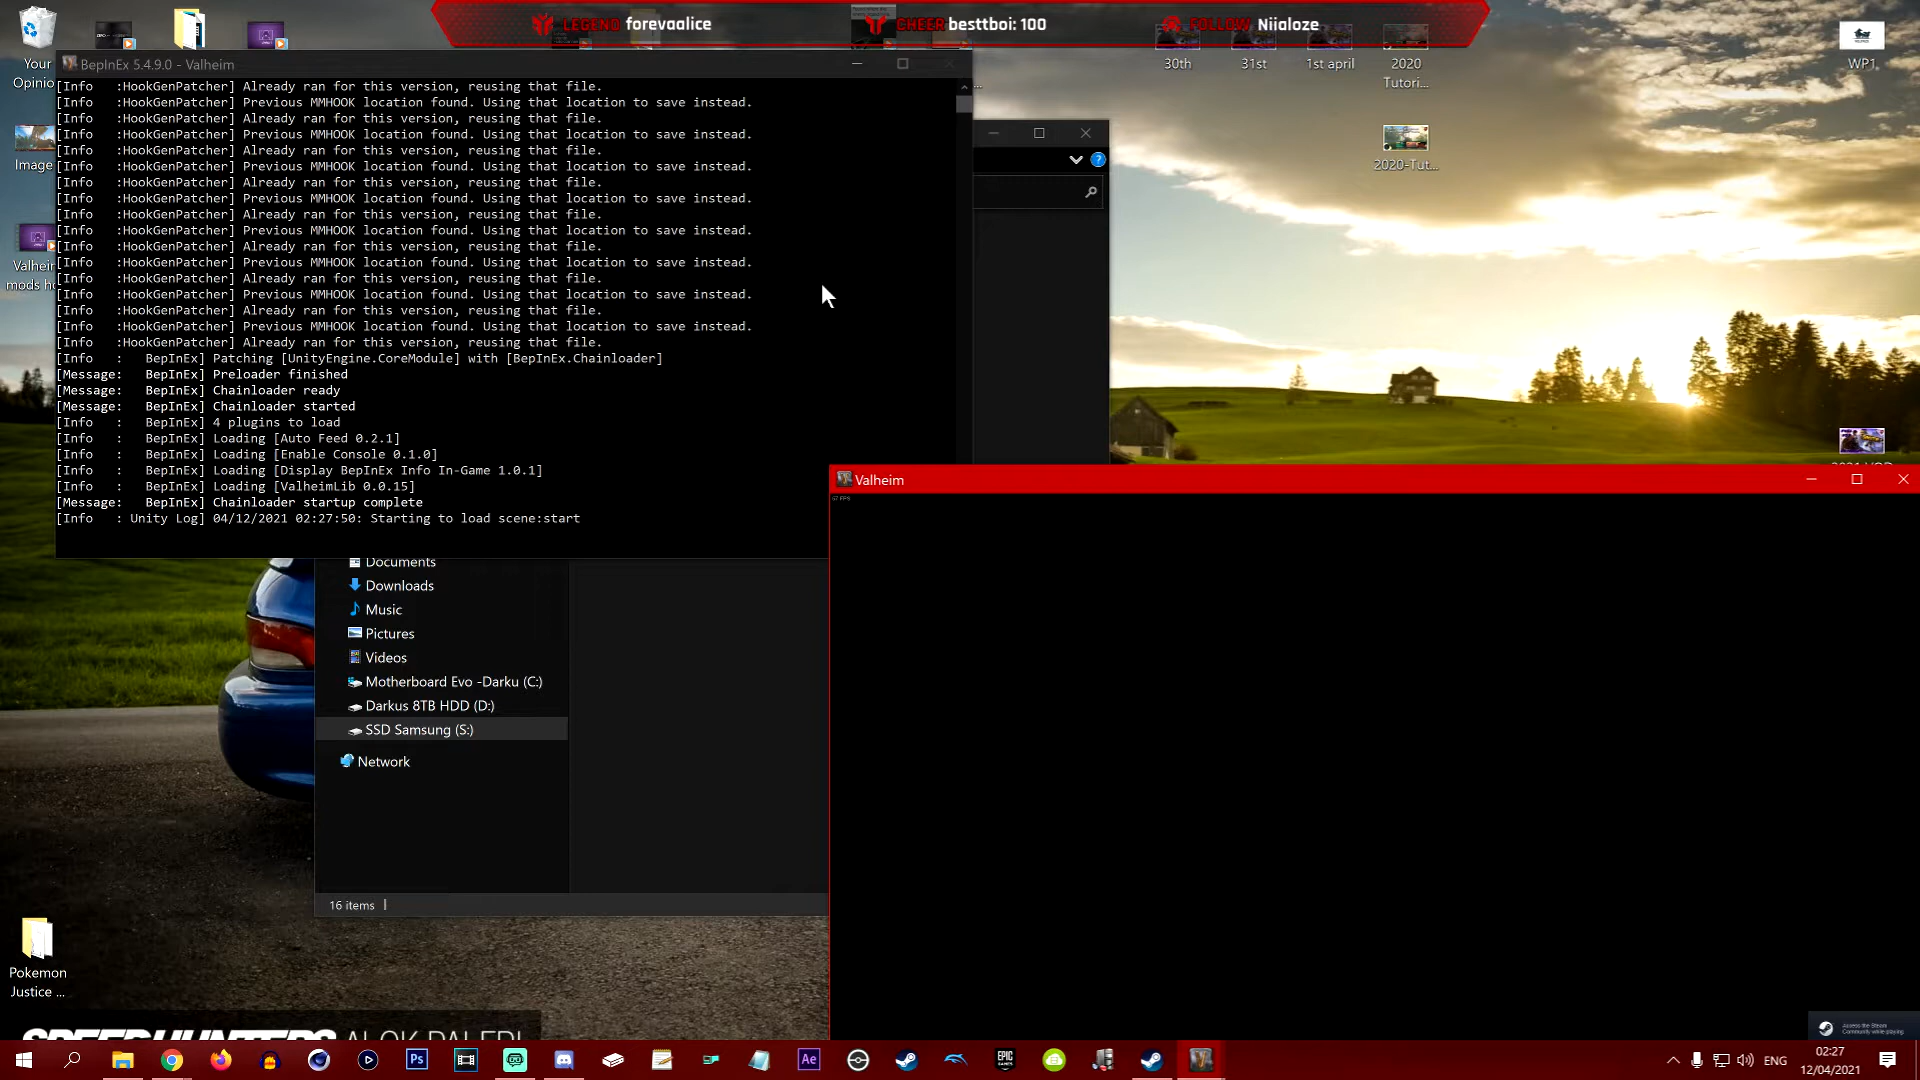 LEGEND forevaalice
CHEER besttboi: 100
FOLLOW Niialoze
Your
Opinio
30th
31st
1st april
2020
Tutori...
WP1
BepInEx 5.4.9.0 - Valheim
[Info   :HookGenPatcher] Already ran for this version, reusing that file.
[Info   :HookGenPatcher] Previous MMHOOK location found. Using that location to save instead.
[Info   :HookGenPatcher] Already ran for this version, reusing that file.
[Info   :HookGenPatcher] Previous MMHOOK location found. Using that location to save instead.
[Info   :HookGenPatcher] Already ran for this version, reusing that file.
[Info   :HookGenPatcher] Previous MMHOOK location found. Using that location to save instead.
[Info   :HookGenPatcher] Already ran for this version, reusing that file.
[Info   :HookGenPatcher] Previous MMHOOK location found. Using that location to save instead.
[Info   :HookGenPatcher] Already ran for this version, reusing that file.
[Info   :HookGenPatcher] Previous MMHOOK location found. Using that location to save instead.
[Info   :HookGenPatcher] Already ran for this version, reusing that file.
[Info   :HookGenPatcher] Previous MMHOOK location found. Using that location to save instead.
[Info   :HookGenPatcher] Already ran for this version, reusing that file.
[Info   :HookGenPatcher] Previous MMHOOK location found. Using that location to save instead.
[Info   :HookGenPatcher] Already ran for this version, reusing that file.
[Info   :HookGenPatcher] Previous MMHOOK location found. Using that location to save instead.
[Info   :HookGenPatcher] Already ran for this version, reusing that file.
[Info   :   BepInEx] Patching [UnityEngine.CoreModule] with [BepInEx.Chainloader]
[Message:   BepInEx] Preloader finished
[Message:   BepInEx] Chainloader ready
[Message:   BepInEx] Chainloader started
[Info   :   BepInEx] 4 plugins to load
[Info   :   BepInEx] Loading [Auto Feed 0.2.1]
[Info   :   BepInEx] Loading [Enable Console 0.1.0]
[Info   :   BepInEx] Loading [Display BepInEx Info In-Game 1.0.1]
[Info   :   BepInEx] Loading [ValheimLib 0.0.15]
[Message:   BepInEx] Chainloader startup complete
[Info   : Unity Log] 04/12/2021 02:27:50: Starting to load scene:start
Image
Valhei
mods h
2020-Tut...
Valheim
67 FPS
Documents
Downloads
Music
Pictures
Videos
Motherboard Evo -Darku (C:)
Darkus 8TB HDD (D:)
SSD Samsung (S:)
Network
16 items
Pokemon
Justice ...
SPEEDHUNTERS
Access the Steam
Community while playing
Ps
Ae
EPIC
GAMES
ENG
02:27
12/04/2021